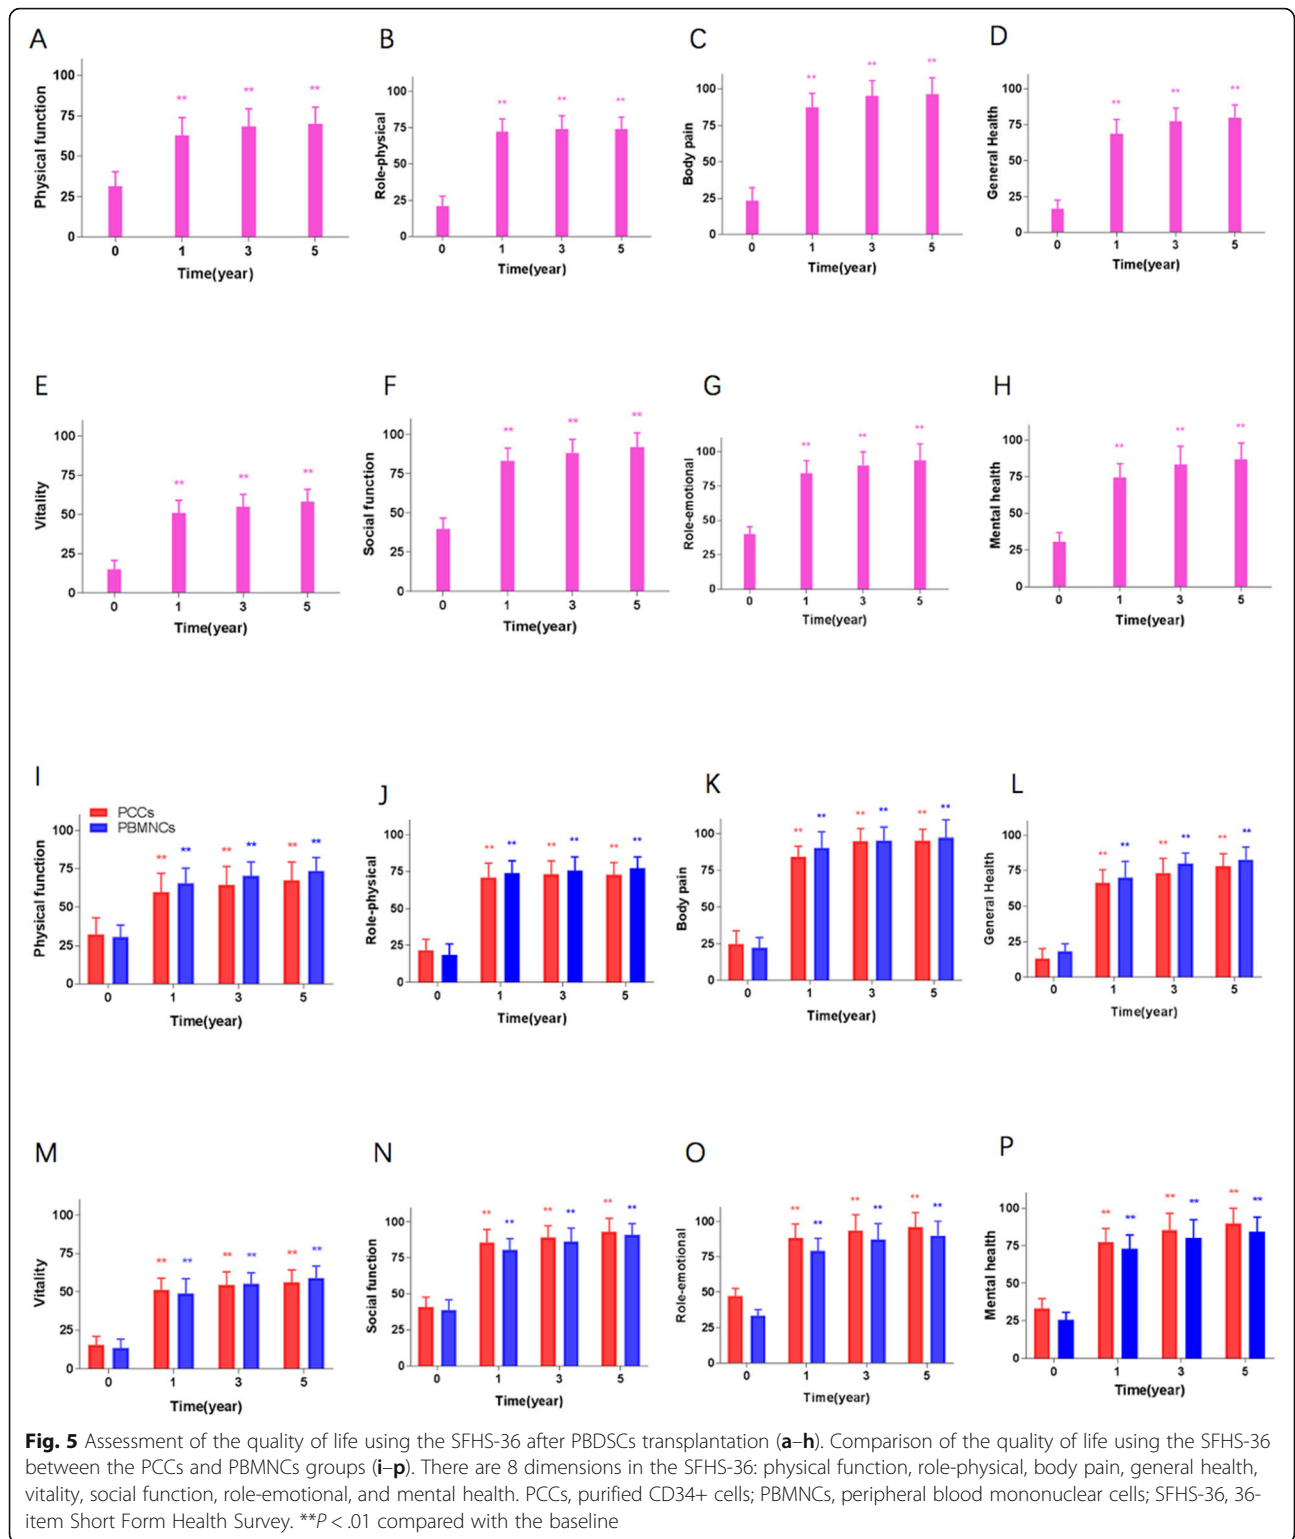 A
Physical function
100
75
50
25
0
** ** **
0 1 3 5
Time(year)
B
Role-physical
100
75
50
25
0
** ** **
0 1 3 5
Time(year)
C
Body pain
100
75
50
25
0
** ** **
0 1 3 5
Time(year)
D
General Health
100
75
50
25
0
** ** **
0 1 3 5
Time(year)
E
Vitality
100
75
50
25
0
** ** **
0 1 3 5
Time(year)
F
Social function
100
75
50
25
0
** ** **
0 1 3 5
Time(year)
G
Role-emotional
100
75
50
25
0
** ** **
0 1 3 5
Time(year)
H
Mental health
100
75
50
25
0
** ** **
0 1 3 5
Time(year)
I
PCCs
PBMNCs
Physical function
100
75
50
25
0
** ** ** ** ** **
0 1 3 5
Time(year)
J
Role-physical
100
75
50
25
0
** ** ** ** ** **
0 1 3 5
Time(year)
K
Body pain
100
75
50
25
0
** ** ** ** ** **
0 1 3 5
Time(year)
L
General Health
100
75
50
25
0
** ** ** ** ** **
0 1 3 5
Time(year)
M
Vitality
100
75
50
25
0
** ** ** ** ** **
0 1 3 5
Time(year)
N
Social function
100
75
50
25
0
** ** ** ** ** **
0 1 3 5
Time(year)
O
Role-emotional
100
75
50
25
0
** ** ** ** ** **
0 1 3 5
Time(year)
P
Mental health
100
75
50
25
0
** ** ** ** ** **
0 1 3 5
Time(year)
Fig. 5 Assessment of the quality of life using the SFHS-36 after PBDSCs transplantation (a–h). Comparison of the quality of life using the SFHS-36
between the PCCs and PBMNCs groups (i–p). There are 8 dimensions in the SFHS-36: physical function, role-physical, body pain, general health,
vitality, social function, role-emotional, and mental health. PCCs, purified CD34+ cells; PBMNCs, peripheral blood mononuclear cells; SFHS-36, 36-
item Short Form Health Survey. **P < .01 compared with the baseline